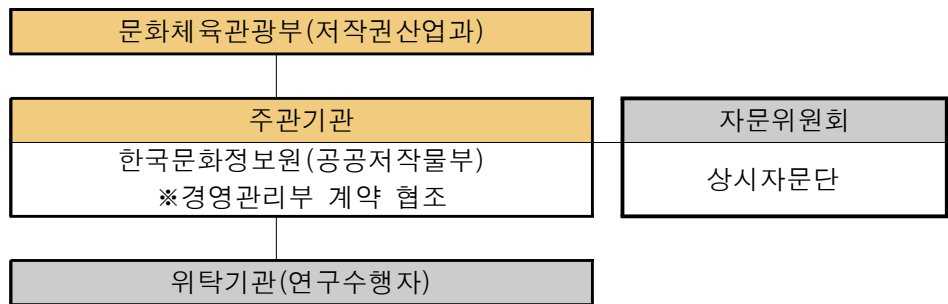 문화체육관광부(저작권산업과)
주관기관
한국문화정보원(공공저작물부)
※경영관리부 계약 협조
자문위원회
상시자문단
위탁기관(연구수행자)